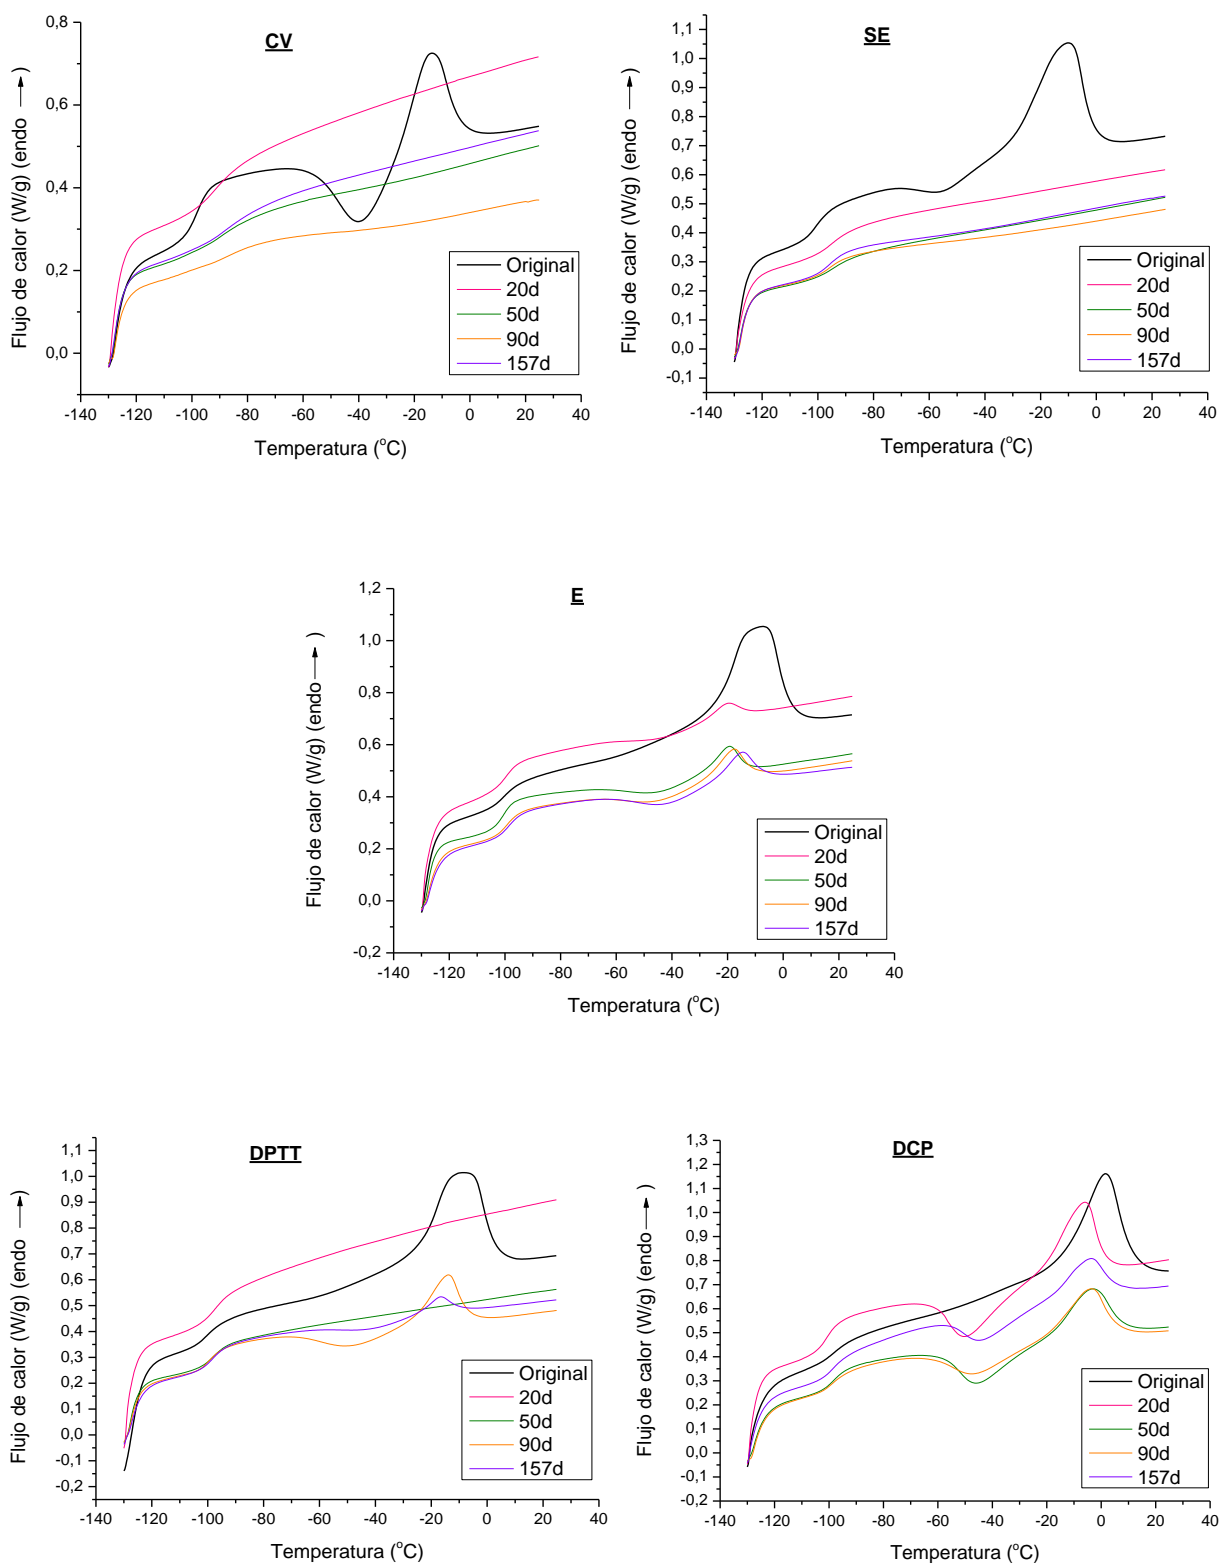 CV
Flujo de calor (W/g) (endo →)
0,8
0,6
0,4
0,2
0,0
Original
20d
50d
90d
157d
-140 -120 -100 -80 -60 -40 -20 0 20 40
Temperatura (°C)
SE
Flujo de calor (W/g) (endo →)
1,1
1,0
0,9
0,8
0,7
0,6
0,5
0,4
0,3
0,2
0,1
0,0
-0,1
Original
20d
50d
90d
157d
-140 -120 -100 -80 -60 -40 -20 0 20 40
Temperatura (°C)
E
Flujo de calor (W/g) (endo →)
1,2
1,0
0,8
0,6
0,4
0,2
0,0
-0,2
Original
20d
50d
90d
157d
-140 -120 -100 -80 -60 -40 -20 0 20 40
Temperatura (°C)
DPTT
Flujo de calor (W/g) (endo →)
1,1
1,0
0,9
0,8
0,7
0,6
0,5
0,4
0,3
0,2
0,1
0,0
-0,1
-0,2
Original
20d
50d
90d
157d
-140 -120 -100 -80 -60 -40 -20 0 20 40
Temperatura (°C)
DCP
Flujo de calor (W/g) (endo →)
1,3
1,2
1,1
1,0
0,9
0,8
0,7
0,6
0,5
0,4
0,3
0,2
0,1
0,0
-0,1
-0,2
Original
20d
50d
90d
157d
-140 -120 -100 -80 -60 -40 -20 0 20 40
Temperatura (°C)